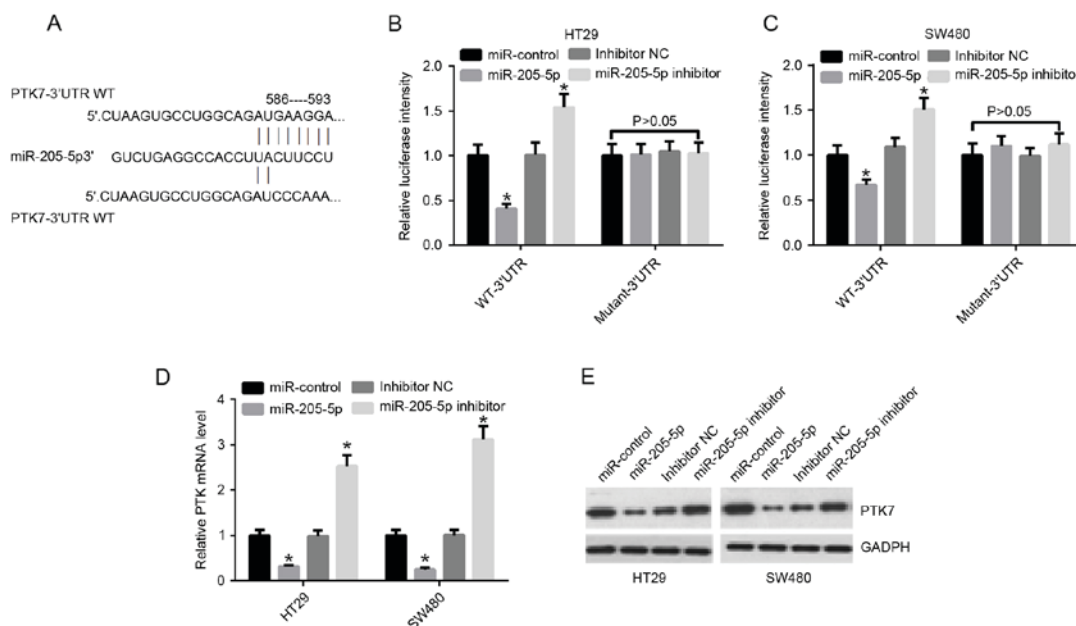 A
PTK7-3'UTR WT
586----593
5'.CUAAGUGCCUGGCAGAUGAAGGA...
miR-205-5p3' GUCUGAGGCCACCUUACUUCCU
5'.CUAAGUGCCUGGCAGAUCCCAAA...
PTK7-3'UTR WT
B
HT29
miR-control
Inhibitor NC
miR-205-5p
miR-205-5p inhibitor
Relative luciferase intensity
2.0
1.5
1.0
0.5
0.0
*
*
P>0.05
WT-3'UTR
Mutant-3'UTR
C
SW480
miR-control
Inhibitor NC
miR-205-5p
miR-205-5p inhibito
Relative luciferase intensity
2.0
1.5
1.0
0.5
0.0
*
*
P>0.05
WT-3'UTR
Mutant-3'UTR
D
miR-control
Inhibitor NC
miR-205-5p
miR-205-5p inhibitor
Relative PTK mRNA level
4
3
2
1
0
*
*
*
*
HT29
SW480
E
miR-control
miR-205-5p
Inhibitor NC
miR-205-5p inhibitor
miR-control
miR-205-5p
Inhibitor NC
miR-205-5p inhibitor
PTK7
GADPH
HT29
SW480